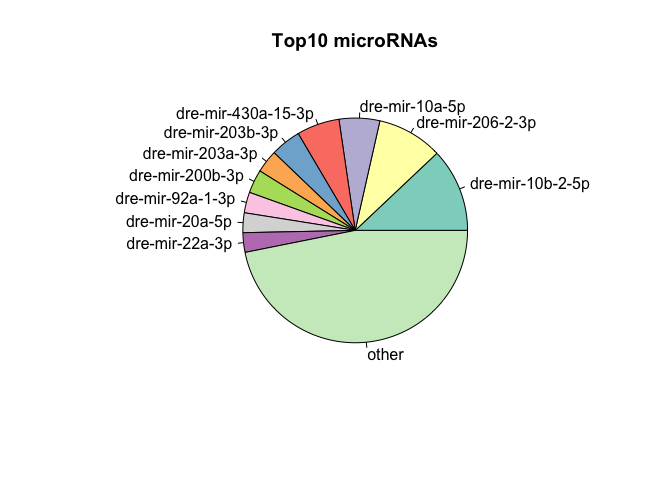 Top10 microRNAs
dre-mir-10a-5p
dre-mir-430a-15-3p
dre-mir-206-2-3p
dre-mir-203b-3p
dre-mir-203a-3p
dre-mir-200b-3p
dre-mir-10b-2-5p
dre-mir-92a-1-3p
dre-mir-20a-5p
dre-mir-22a-3p
other